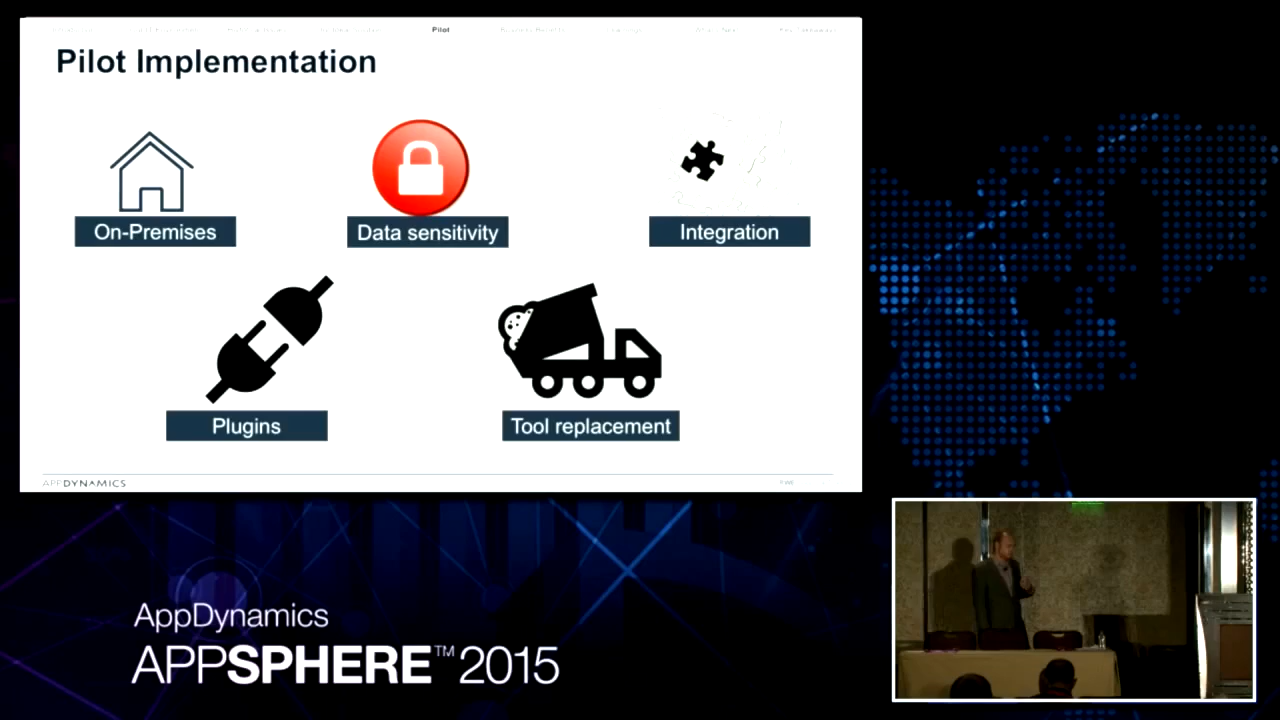 Pilot
Pilot Implementation
On-Premises
Data sensitivity
Integration
Plugins
Tool replacement
APPDYNAMICS
AppDynamics
APPSPHERE™ 2015